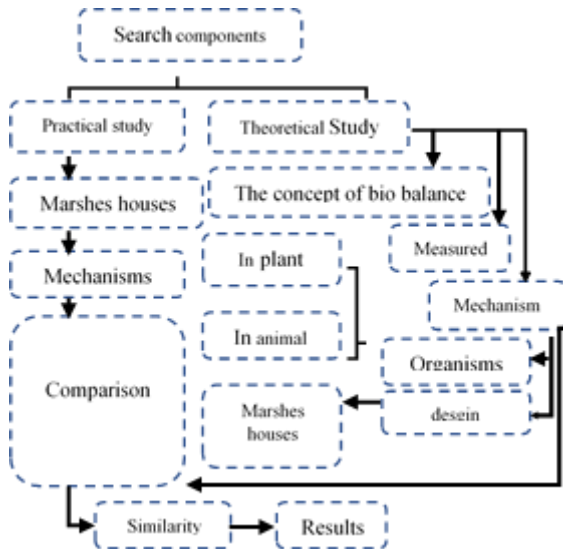 Search components
Practical study
Theoretical Study
Marshes houses
The concept of bio balance
In plant
Measured
Mechanisms
Mechanism
In animal
Organisms
Comparison
Marshes
houses
desgin
Similarity
Results